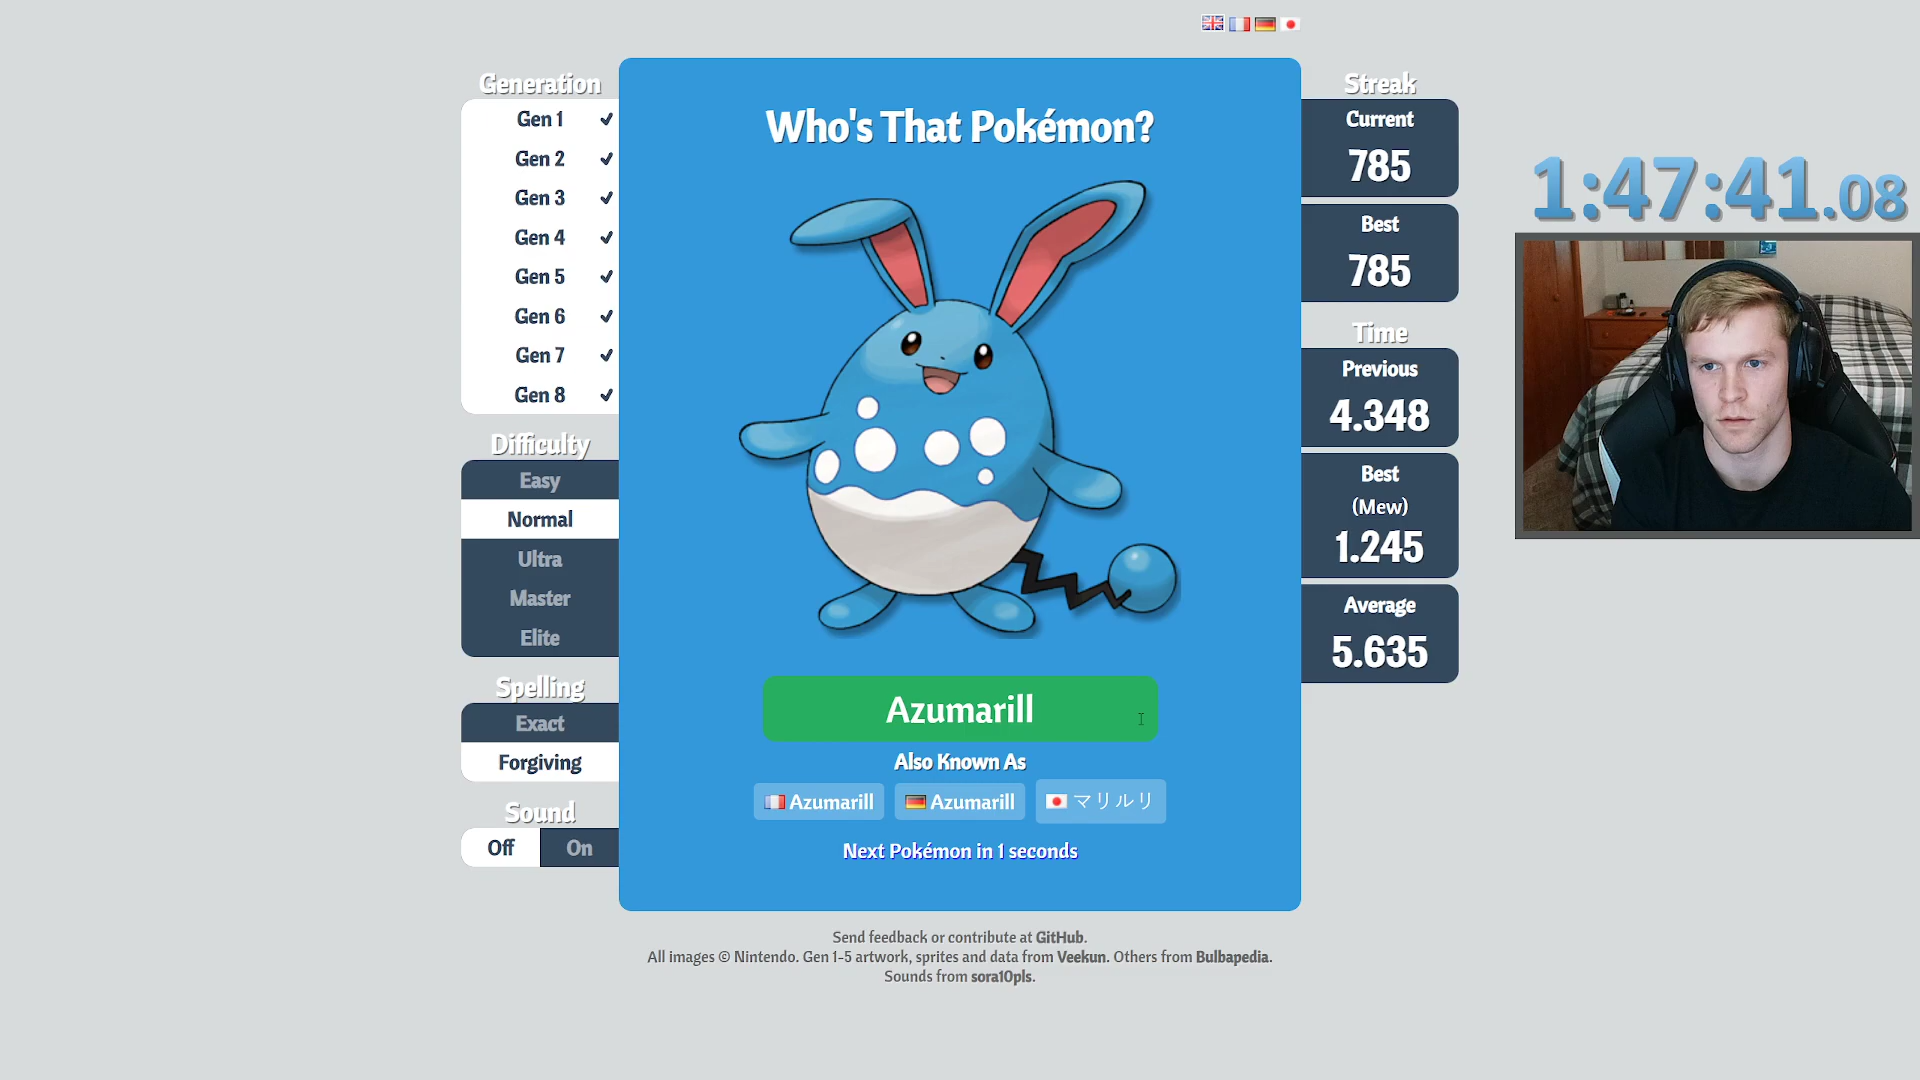 Generation
Gen 1
Gen 2
Gen 3
Gen 4
Gen 5
Gen 6
Gen 7
Gen 8
Difficulty
Easy
Normal
Ultra
Master
Elite
Spelling
Exact
Forgiving
Sound
Off On
Who's That Pokémon?
Azumarill
Also Known As
Azumarill Azumarill マリルリ
Next Pokémon in 1 seconds
Streak
Current
785
Best
785
Time
Previous
4.348
Best
(Mew)
1.245
Average
5.635
1:47:41.08
Send feedback or contribute at GitHub.
All images © Nintendo. Gen 1-5 artwork, sprites and data from Veekun. Others from Bulbapedia.
Sounds from sora10pls.